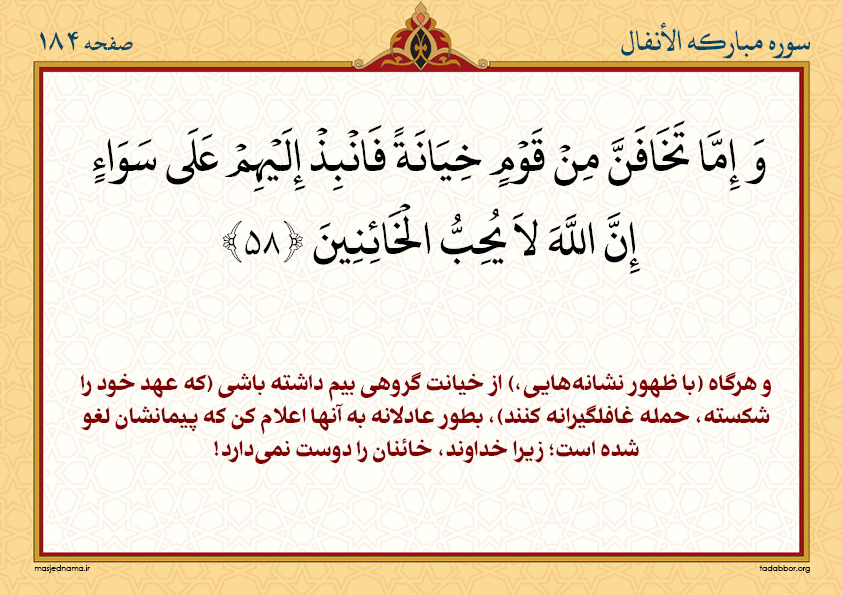 سوره مبارکه الأنفال
صفحه ۱۸۴
وَ إِمَّا تَخَافَنَّ مِنْ قَوْمٍ خِيَانَةً فَانْبِذْ إِلَيْهِمْ عَلَى سَوَاءٍ
إِنَّ اللَّهَ لاَ يُحِبُّ الْخَائِنِينَ ﴿۵۸﴾
و هرگاه (با ظهور نشانه‌هایی،) از خیانت گروهی بیم داشته باشی (که عهد خود را
شکسته، حمله غافلگیرانه کنند)، بطور عادلانه به آنها اعلام کن که پیمانشان لغو
شده است؛ زیرا خداوند، خائنان را دوست نمی‌دارد!
masjednama.ir
tadabbor.org